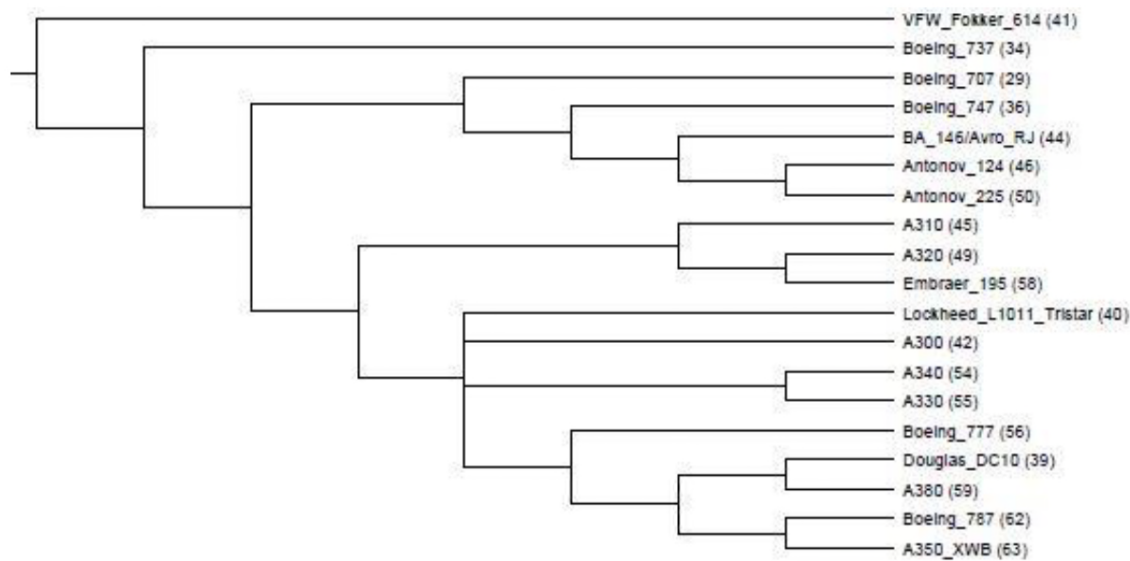 VFW_Fokker_614 (41)
Boeing_737 (34)
Boeing_707 (29)
Boeing_747 (36)
BA_146/Avro_RJ (44)
Antonov_124 (46)
Antonov_225 (50)
A310 (45)
A320 (49)
Embraer_195 (58)
Lockheed_L1011_Tristar (40)
A300 (42)
A340 (54)
A330 (55)
Boeing_777 (56)
Douglas_DC10 (39)
A380 (59)
Boeing_787 (62)
A350_XWB (63)